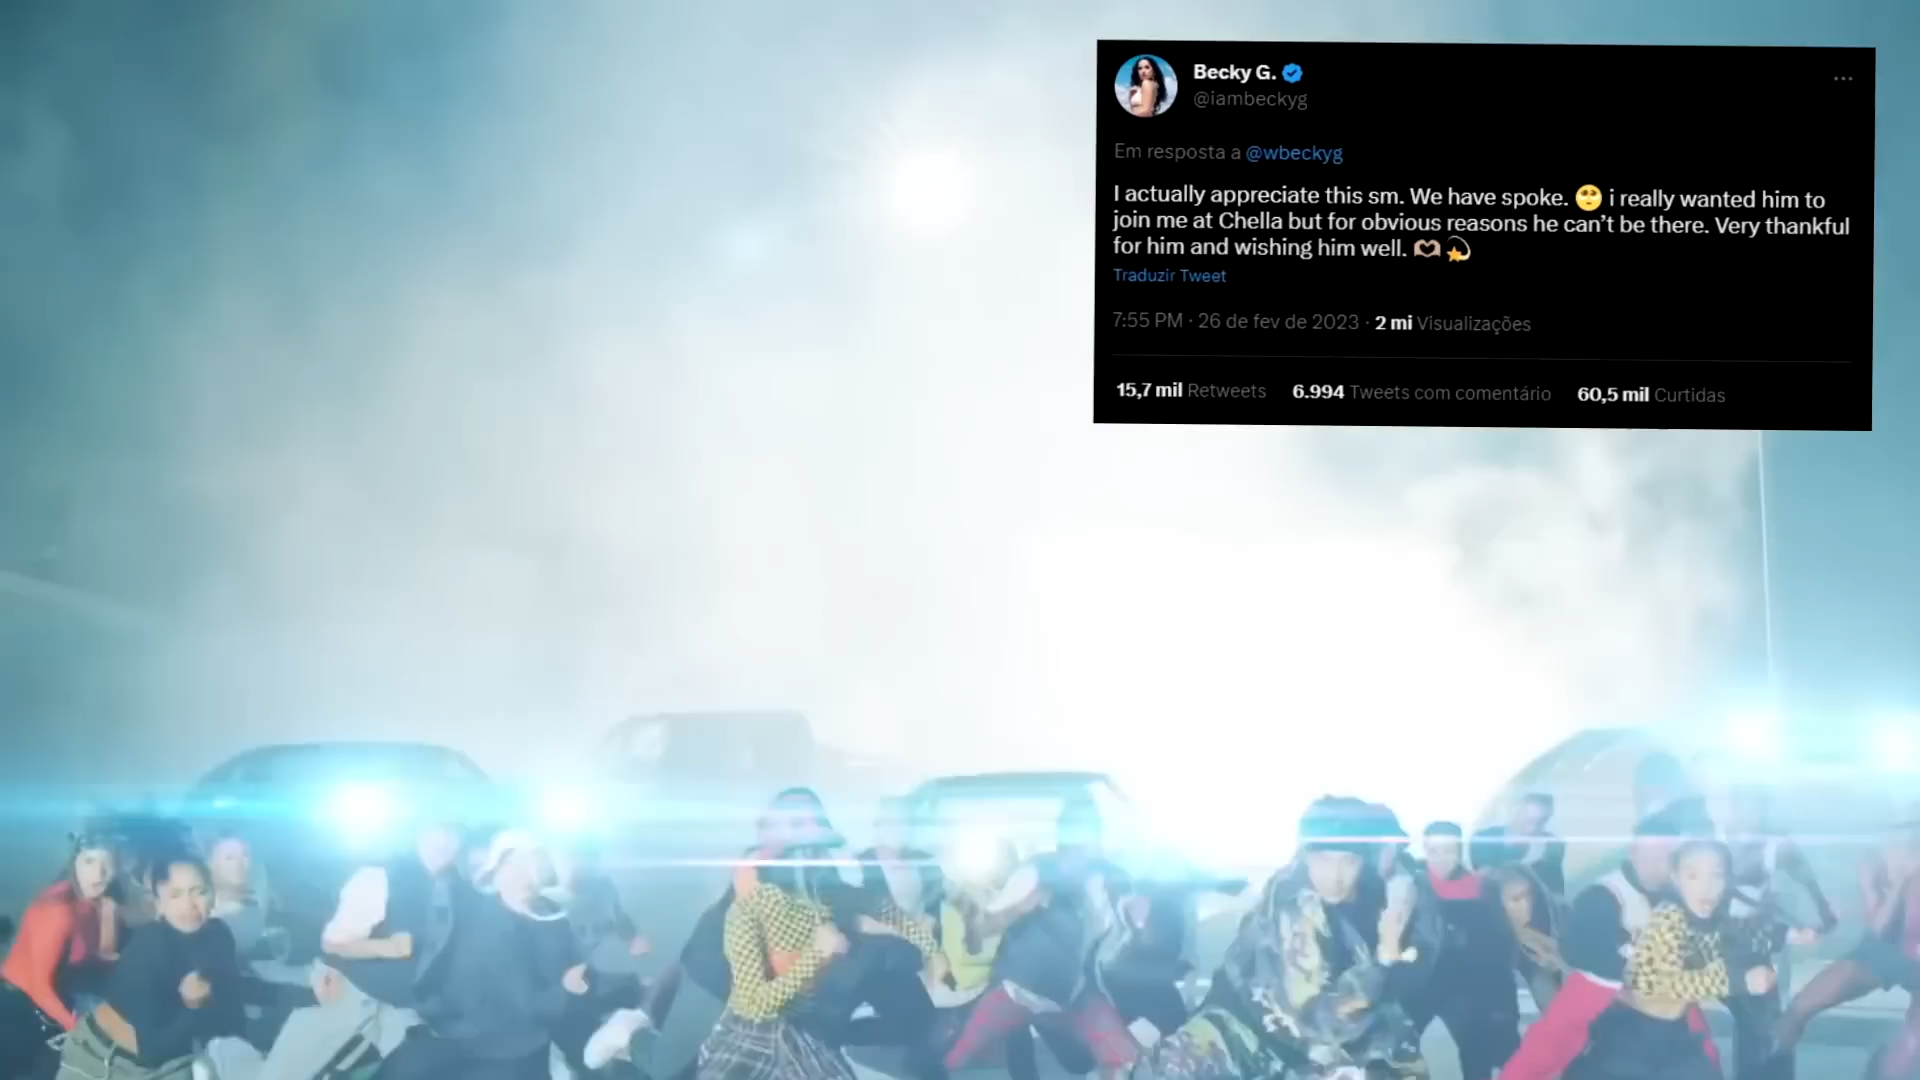 Becky G.
@iambeckyg
Em resposta a @wbeckyg
I actually appreciate this sm. We have spoke. 🥺 i really wanted him to
join me at Chella but for obvious reasons he can’t be there. Very thankful
for him and wishing him well. 🫶🏼 💫
Traduzir Tweet
7:55 PM · 26 de fev de 2023 · 2 mi Visualizações
15,7 mil Retweets 6.994 Tweets com comentário 60,5 mil Curtidas